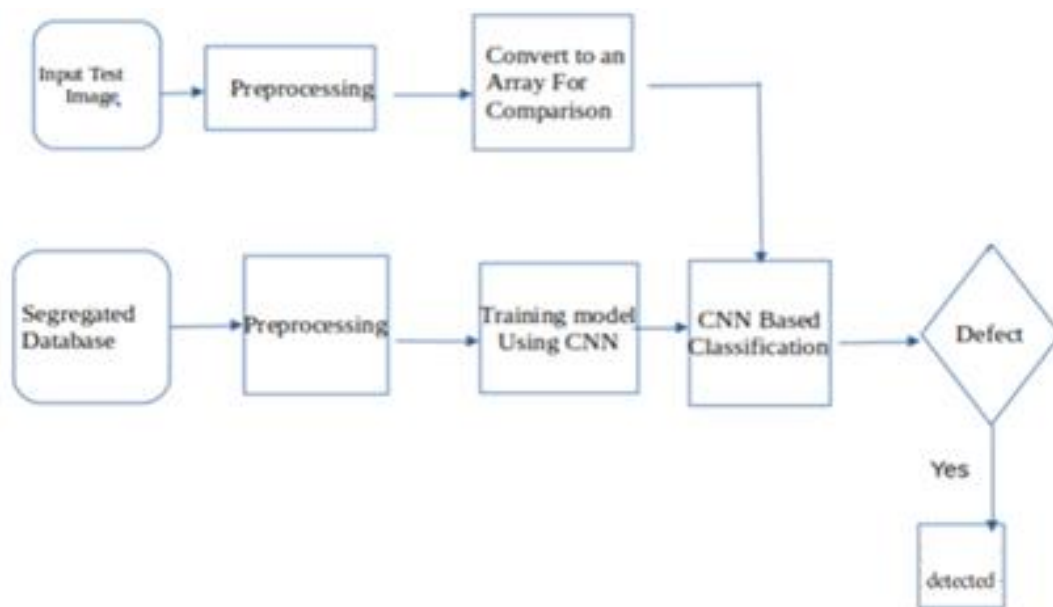 Input Test
Image
Preprocessing
Convert to an
Array For
Comparison
Segregated
Database
Preprocessing
Training model
Using CNN
CNN Based
Classification
Defect
Yes
detected